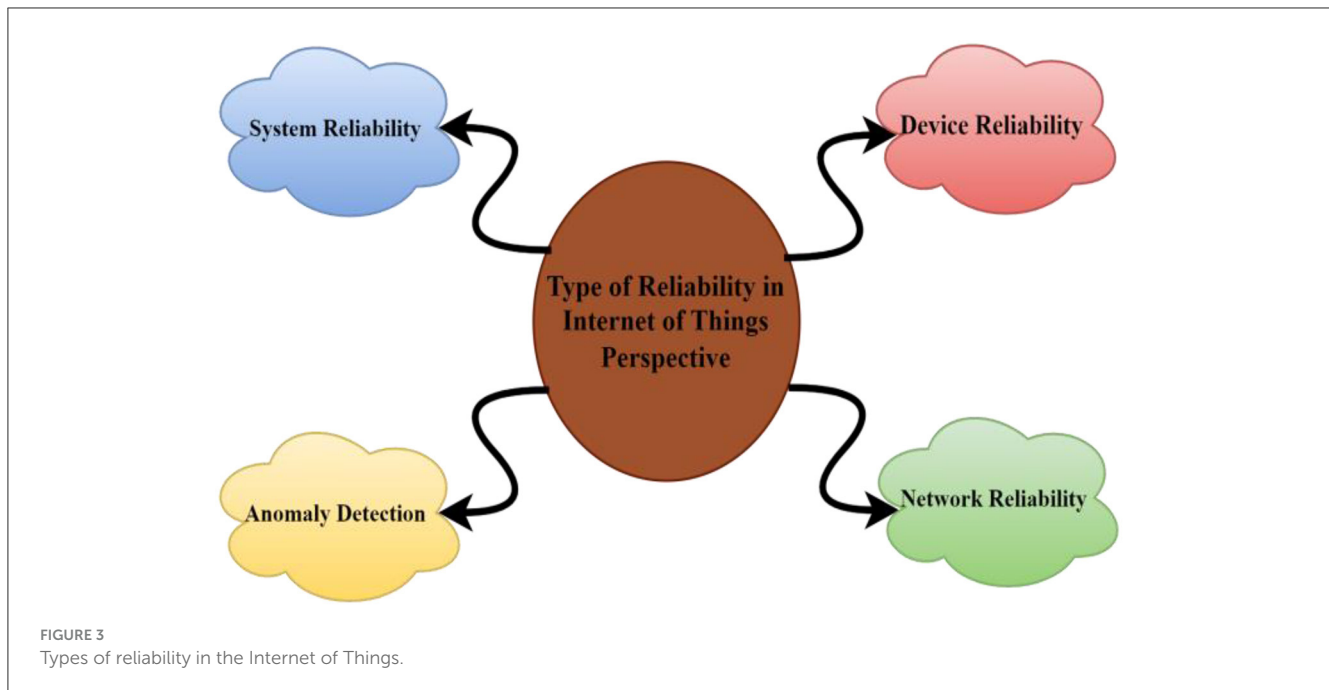 System Reliability
Device Reliability
Type of Reliability in
Internet of Things
Perspective
Anomaly Detection
Network Reliability
FIGURE 3
Types of reliability in the Internet of Things.